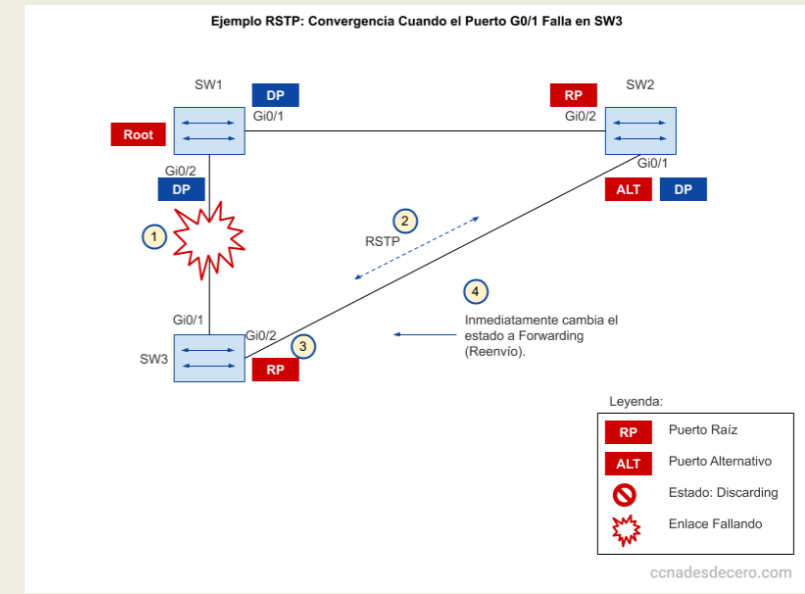 Ejemplo RSTP: Convergencia Cuando el Puerto G0/1 Falla en SW3
SW1
SW2
DP
RP
Gi0/1
Gi0/2
Root
Gi0/2
DP
Gi0/1
ALT
DP
1
2
RSTP
4
Inmediatamente cambia el
estado a Forwarding
(Reenvío).
Gi0/1
Gi0/2
3
SW3
RP
Leyenda:
RP Puerto Raíz
ALT Puerto Alternativo
Estado: Discarding
Enlace Fallando
ccnadesdecero.com